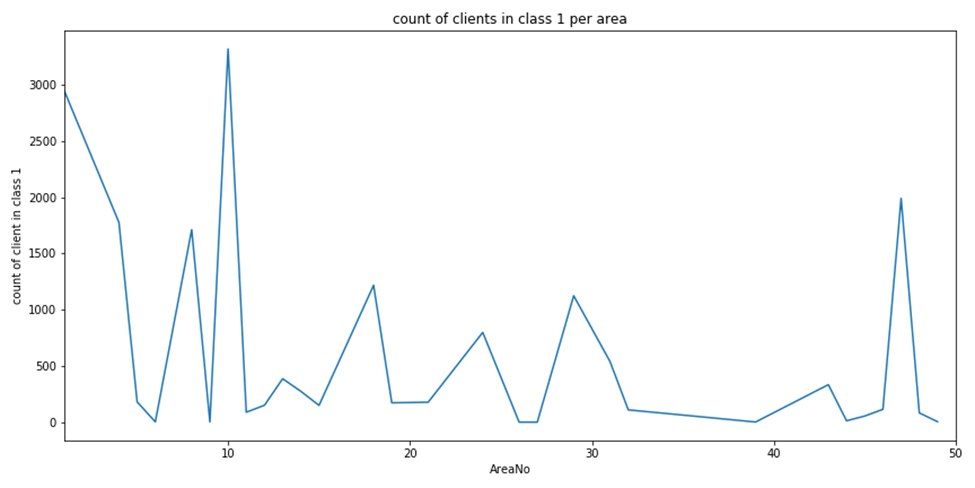 count of clients in class 1 per area
3000
2500
2000
1500
1000
500
0
count of client in class 1
10 20 30 40 50
AreaNo